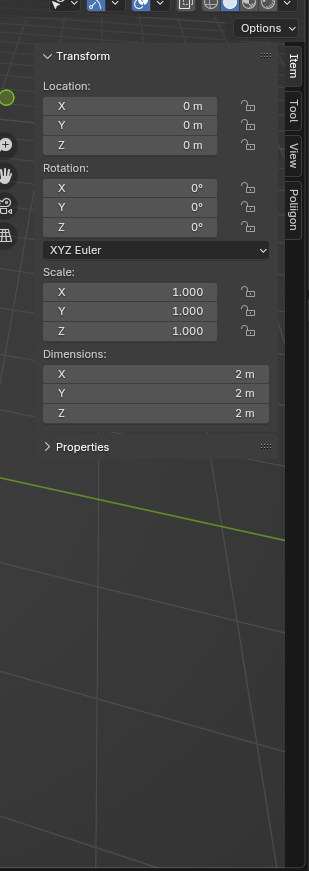 Options
Transform
Item
Location:
X 0 m
Y 0 m
Tool
Z 0 m
View
Rotation:
X 0°
Y 0°
Poliigon
Z 0°
XYZ Euler
Scale:
X 1.000
Y 1.000
Z 1.000
Dimensions:
X 2 m
Y 2 m
Z 2 m
Properties